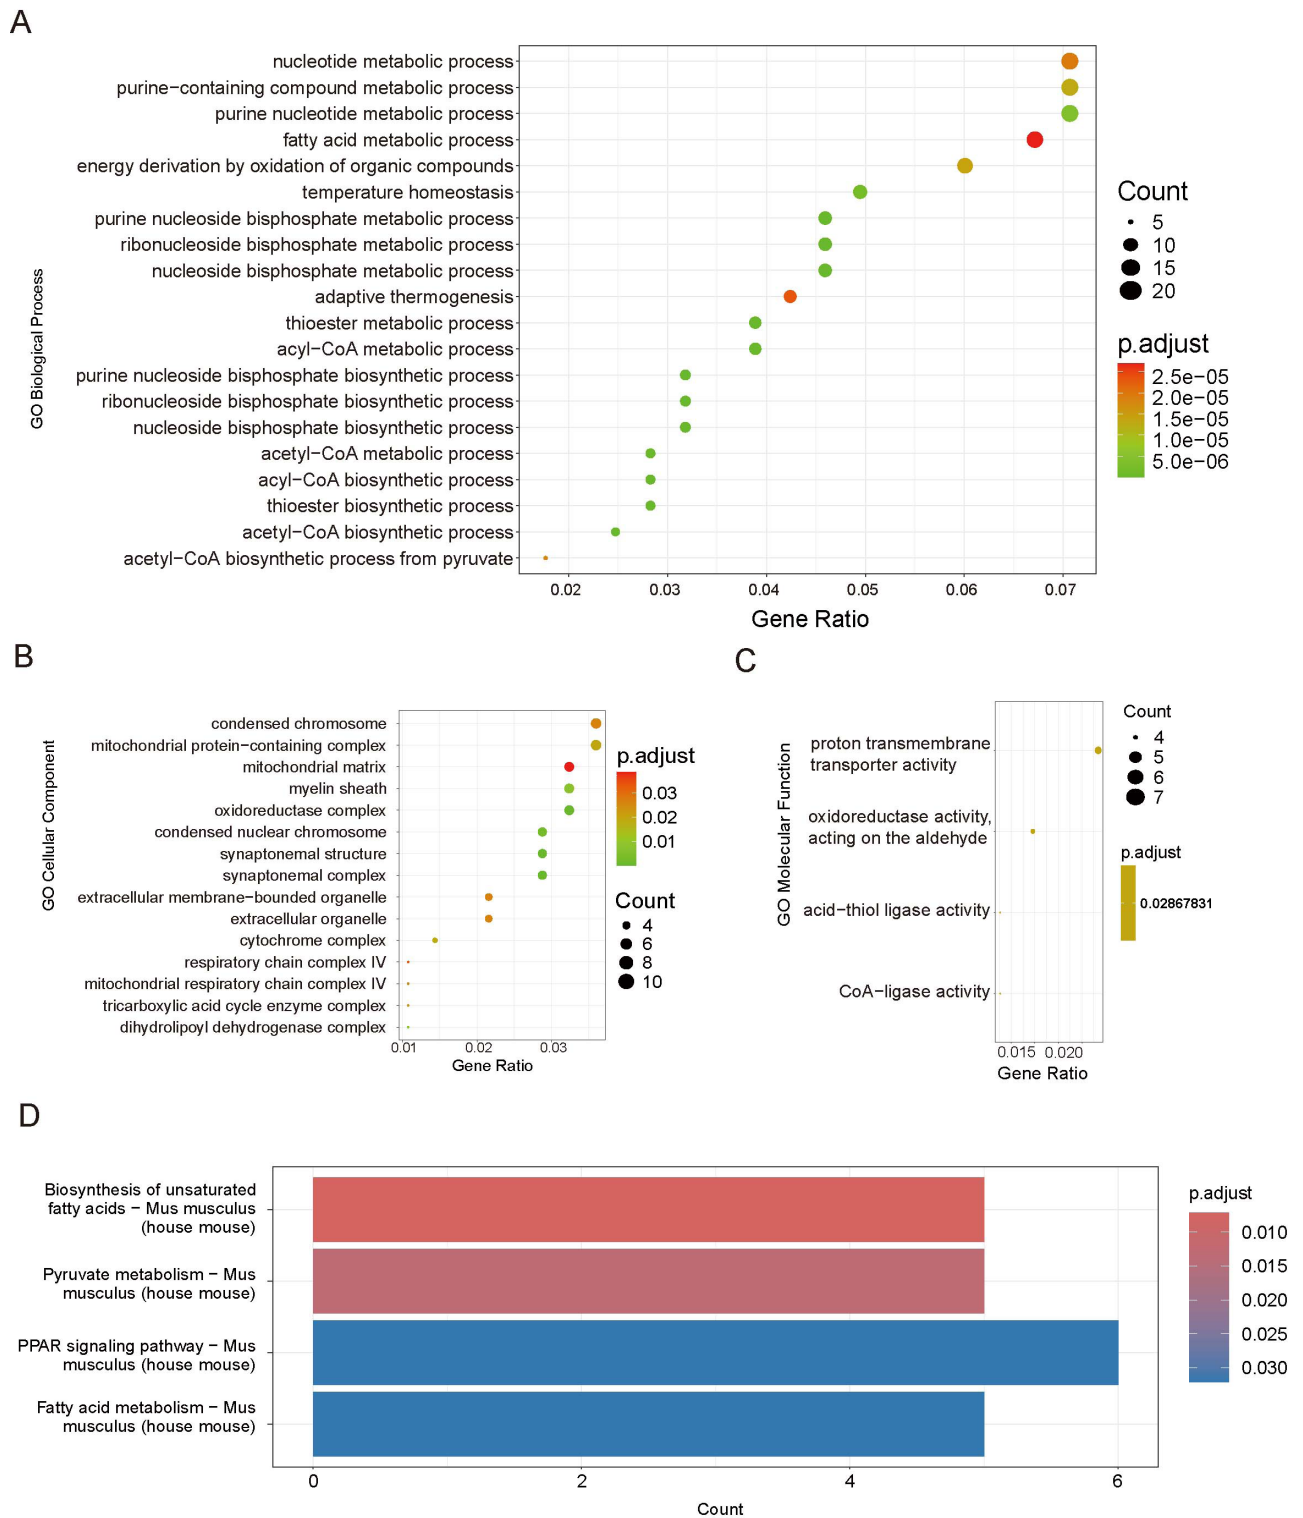 A
GO Biological Process
nucleotide metabolic process
purine−containing compound metabolic process
purine nucleotide metabolic process
fatty acid metabolic process
energy derivation by oxidation of organic compounds
temperature homeostasis
purine nucleoside bisphosphate metabolic process
ribonucleoside bisphosphate metabolic process
nucleoside bisphosphate metabolic process
adaptive thermogenesis
thioester metabolic process
acyl−CoA metabolic process
purine nucleoside bisphosphate biosynthetic process
ribonucleoside bisphosphate biosynthetic process
nucleoside bisphosphate biosynthetic process
acetyl−CoA metabolic process
acyl−CoA biosynthetic process
thioester biosynthetic process
acetyl−CoA biosynthetic process
acetyl−CoA biosynthetic process from pyruvate
0.02 0.03 0.04 0.05 0.06 0.07
Gene Ratio
Count
5
10
15
20
p.adjust
2.5e−05
2.0e−05
1.5e−05
1.0e−05
5.0e−06
B
GO Cellular Component
condensed chromosome
mitochondrial protein−containing complex
mitochondrial matrix
myelin sheath
oxidoreductase complex
condensed nuclear chromosome
synaptonemal structure
synaptonemal complex
extracellular membrane−bounded organelle
extracellular organelle
cytochrome complex
respiratory chain complex IV
mitochondrial respiratory chain complex IV
tricarboxylic acid cycle enzyme complex
dihydrolipoyl dehydrogenase complex
0.01 0.02 0.03
Gene Ratio
p.adjust
0.03
0.02
0.01
Count
4
6
8
10
C
GO Molecular Function
proton transmembrane
transporter activity
oxidoreductase activity,
acting on the aldehyde
acid−thiol ligase activity
CoA−ligase activity
0.015 0.020
Gene Ratio
Count
4
5
6
7
p.adjust
0.02867831
D
Biosynthesis of unsaturated
fatty acids − Mus musculus
(house mouse)
Pyruvate metabolism − Mus
musculus (house mouse)
PPAR signaling pathway − Mus
musculus (house mouse)
Fatty acid metabolism − Mus
musculus (house mouse)
0 2 4 6
Count
p.adjust
0.010
0.015
0.020
0.025
0.030